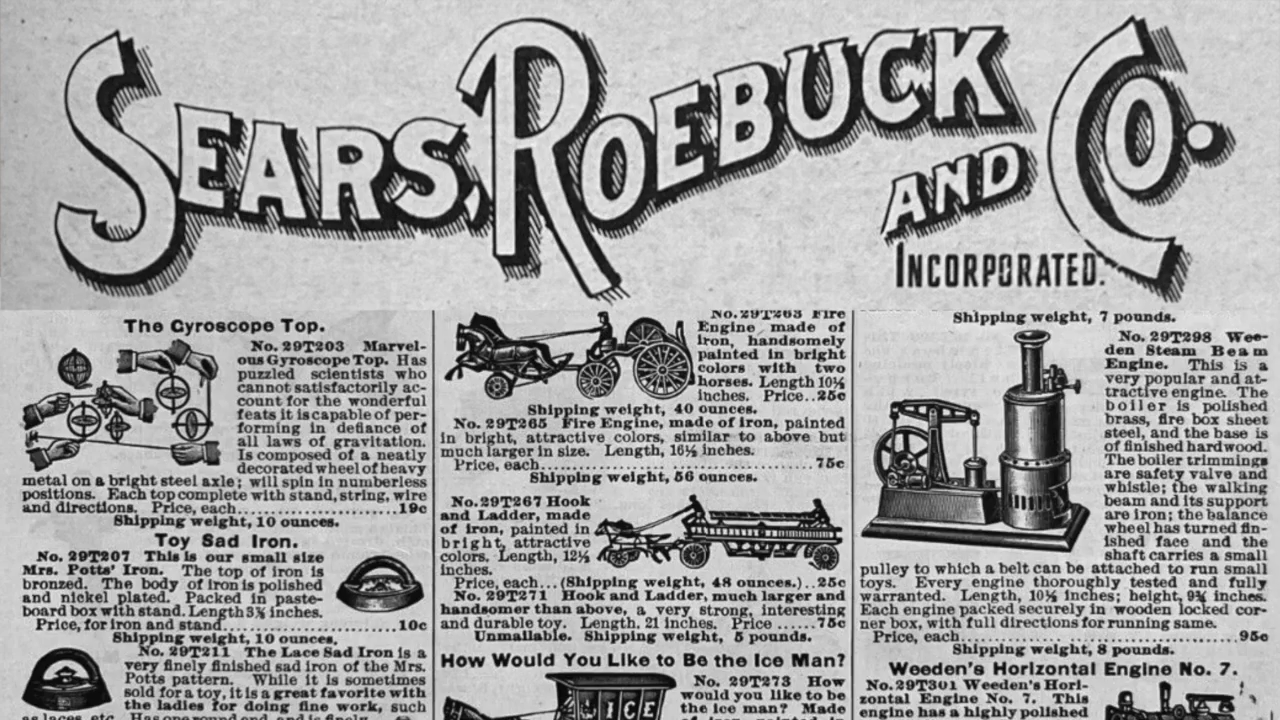 SEARS, ROEBUCK
AND CO.
INCORPORATED.
The Gyroscope Top.
No. 29T203 Marvel-
ous Gyroscope Top. Has
puzzled scientists who
cannot satisfactorily ac-
count for the wonderful
feats it is capable of per-
forming in defiance of
all laws of gravitation.
Is composed of a neatly
decorated wheel of heavy
metal on a bright steel axle; will spin in numberless
positions. Each top complete with stand, string, wire
and directions. Price, each..............................19c
Shipping weight, 10 ounces.
Toy Sad Iron.
No. 29T207 This is our small size
Mrs. Potts' Iron. The top of iron is
bronzed. The body of iron is polished
and nickel plated. Packed in paste-
board box with stand. Length 3¾ inches.
Price, for iron and stand..............................10c
Shipping weight, 10 ounces.
No. 29T211 The Lace Sad Iron is a
very finely finished sad iron of the Mrs.
Potts pattern. While it is sometimes
sold for a toy, it is a great favorite with
the ladies for doing fine work, such
as laces, etc. Has one round end, and is finely
No. 29T263 Fire
Engine made of
iron, handsomely
painted in bright
colors with two
horses. Length 10½
inches. Price..25c
Shipping weight, 40 ounces.
No. 29T265 Fire Engine, made of iron, painted
in bright, attractive colors, similar to above but
much larger in size. Length, 16½ inches.
Price, each..............................75c
Shipping weight, 56 ounces.
No. 29T267 Hook
and Ladder, made
of iron, painted in
bright, attractive
colors. Length, 12½
inches.
Price, each...(Shipping weight, 48 ounces.)..25c
No. 29T271 Hook and Ladder, much larger and
handsomer than above, a very strong, interesting
and durable toy. Length. 21 inches. Price ......75c
Unmailable. Shipping weight, 5 pounds.
How Would You Like to Be the Ice Man?
ICE
No. 29T273 How
would you like to be
the ice man? Made
of iron, painted in
Shipping weight, 7 pounds.
No. 29T298 Wee-
den Steam Beam
Engine. This is a
very popular and at-
tractive engine. The
boiler is polished
brass, fire box sheet
steel, and the base is
of finished hardwood.
The boiler trimmings
are safety valve and
whistle; the walking
beam and its support
are iron; the balance
wheel has turned fin-
ished face and the
shaft carries a small
pulley to which a belt can be attached to run small
toys. Every engine thoroughly tested and fully
warranted. Length, 10½ inches; height, 9¾ inches.
Each engine packed securely in wooden locked cor-
ner box, with full directions for running same.
Price, each..............................95c
Shipping weight, 8 pounds.
Weeden's Horizontal Engine No. 7.
No. 29T301 Weeden's Hori-
zontal Engine No. 7. This
engine has a highly polished